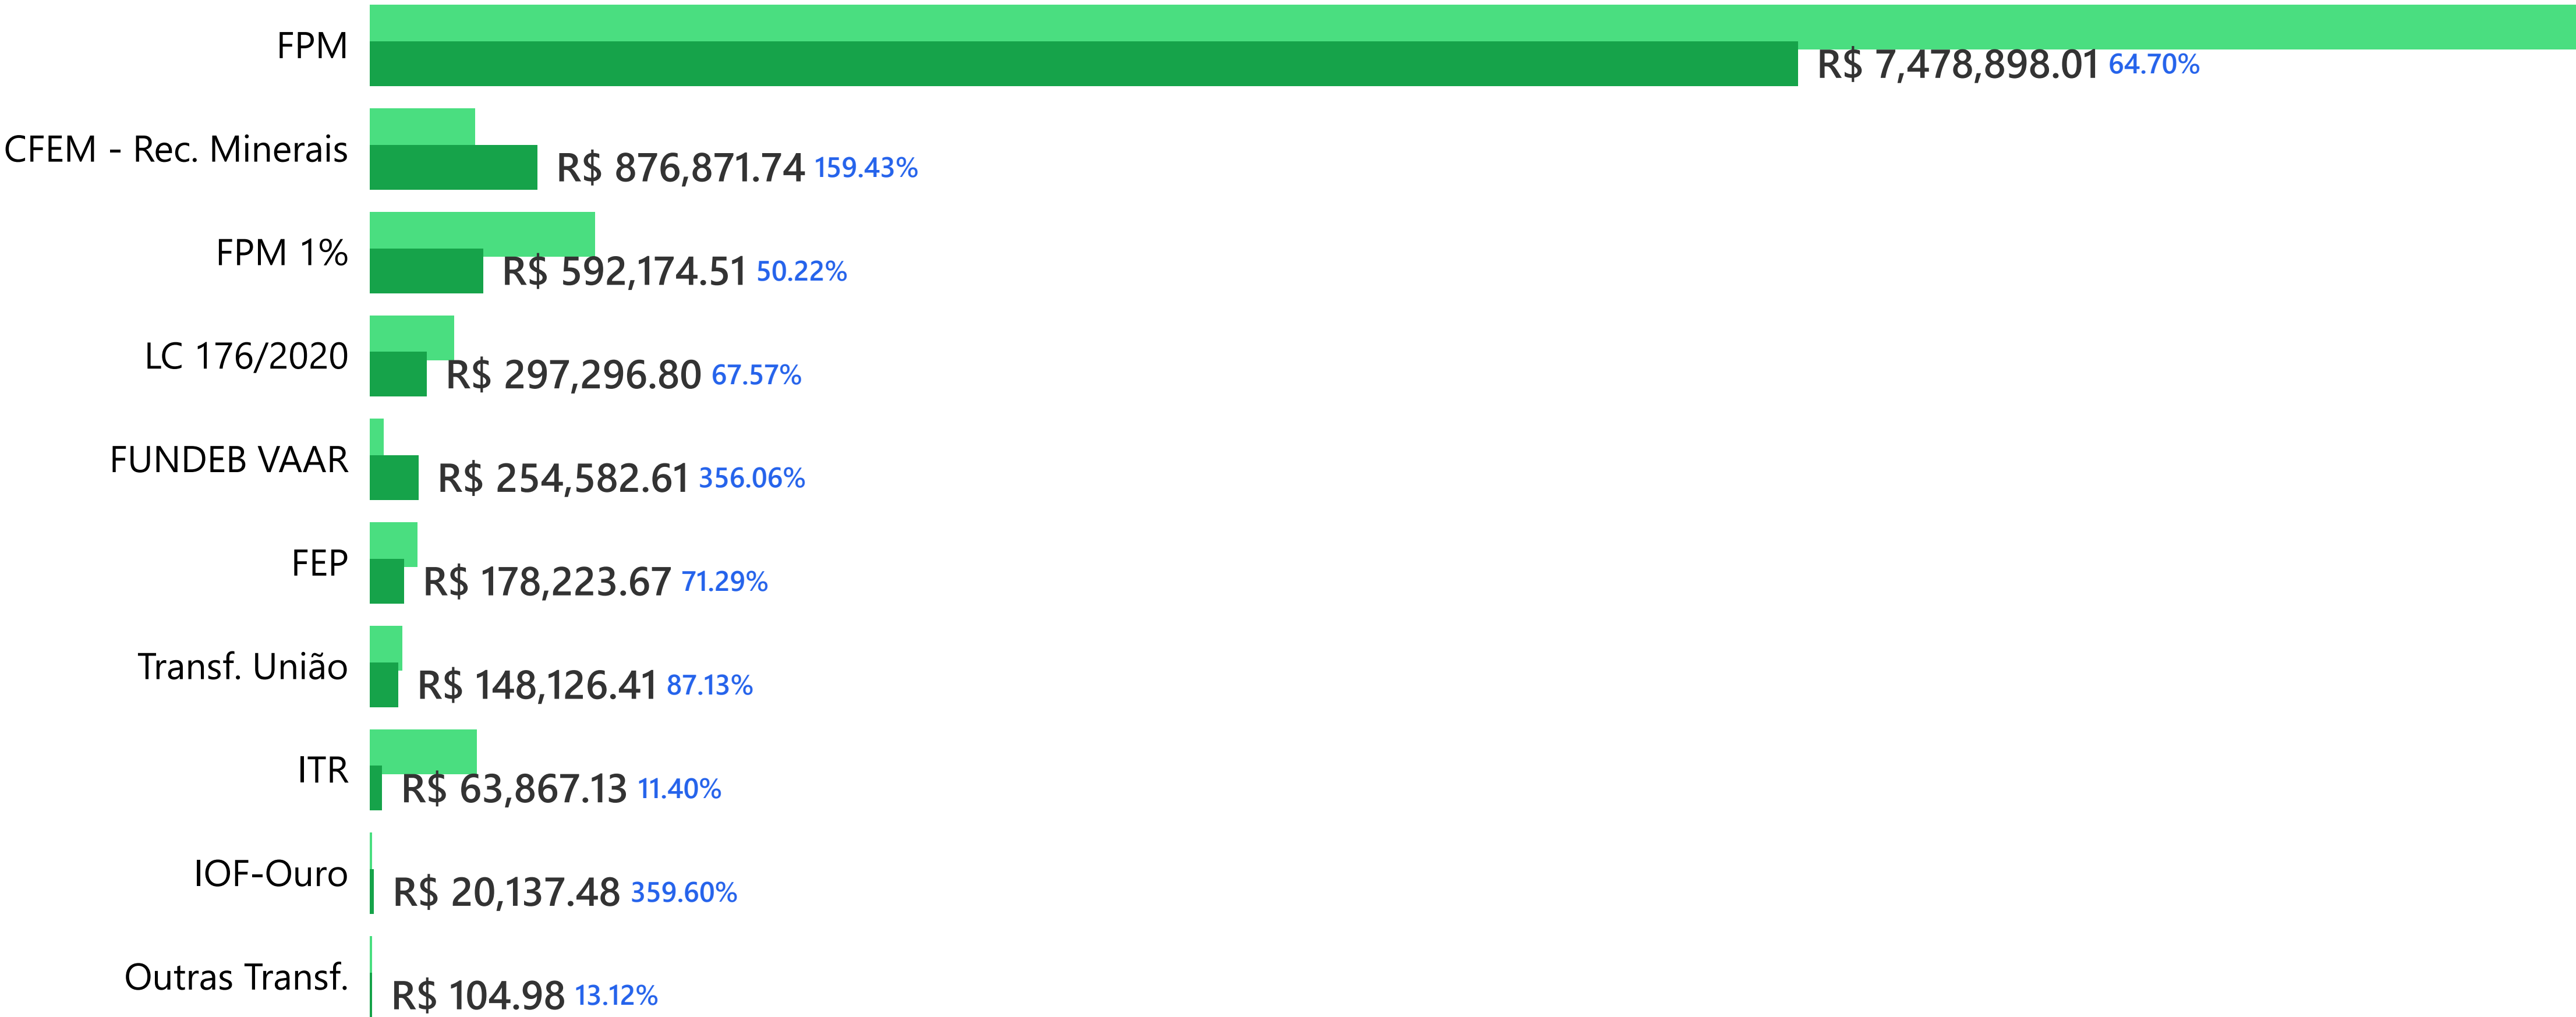 FPM R$ 7,478,898.01 64.70%
CFEM - Rec. Minerais R$ 876,871.74 159.43%
FPM 1% R$ 592,174.51 50.22%
LC 176/2020 R$ 297,296.80 67.57%
FUNDEB VAAR R$ 254,582.61 356.06%
FEP R$ 178,223.67 71.29%
Transf. União R$ 148,126.41 87.13%
ITR R$ 63,867.13 11.40%
IOF-Ouro R$ 20,137.48 359.60%
Outras Transf. R$ 104.98 13.12%